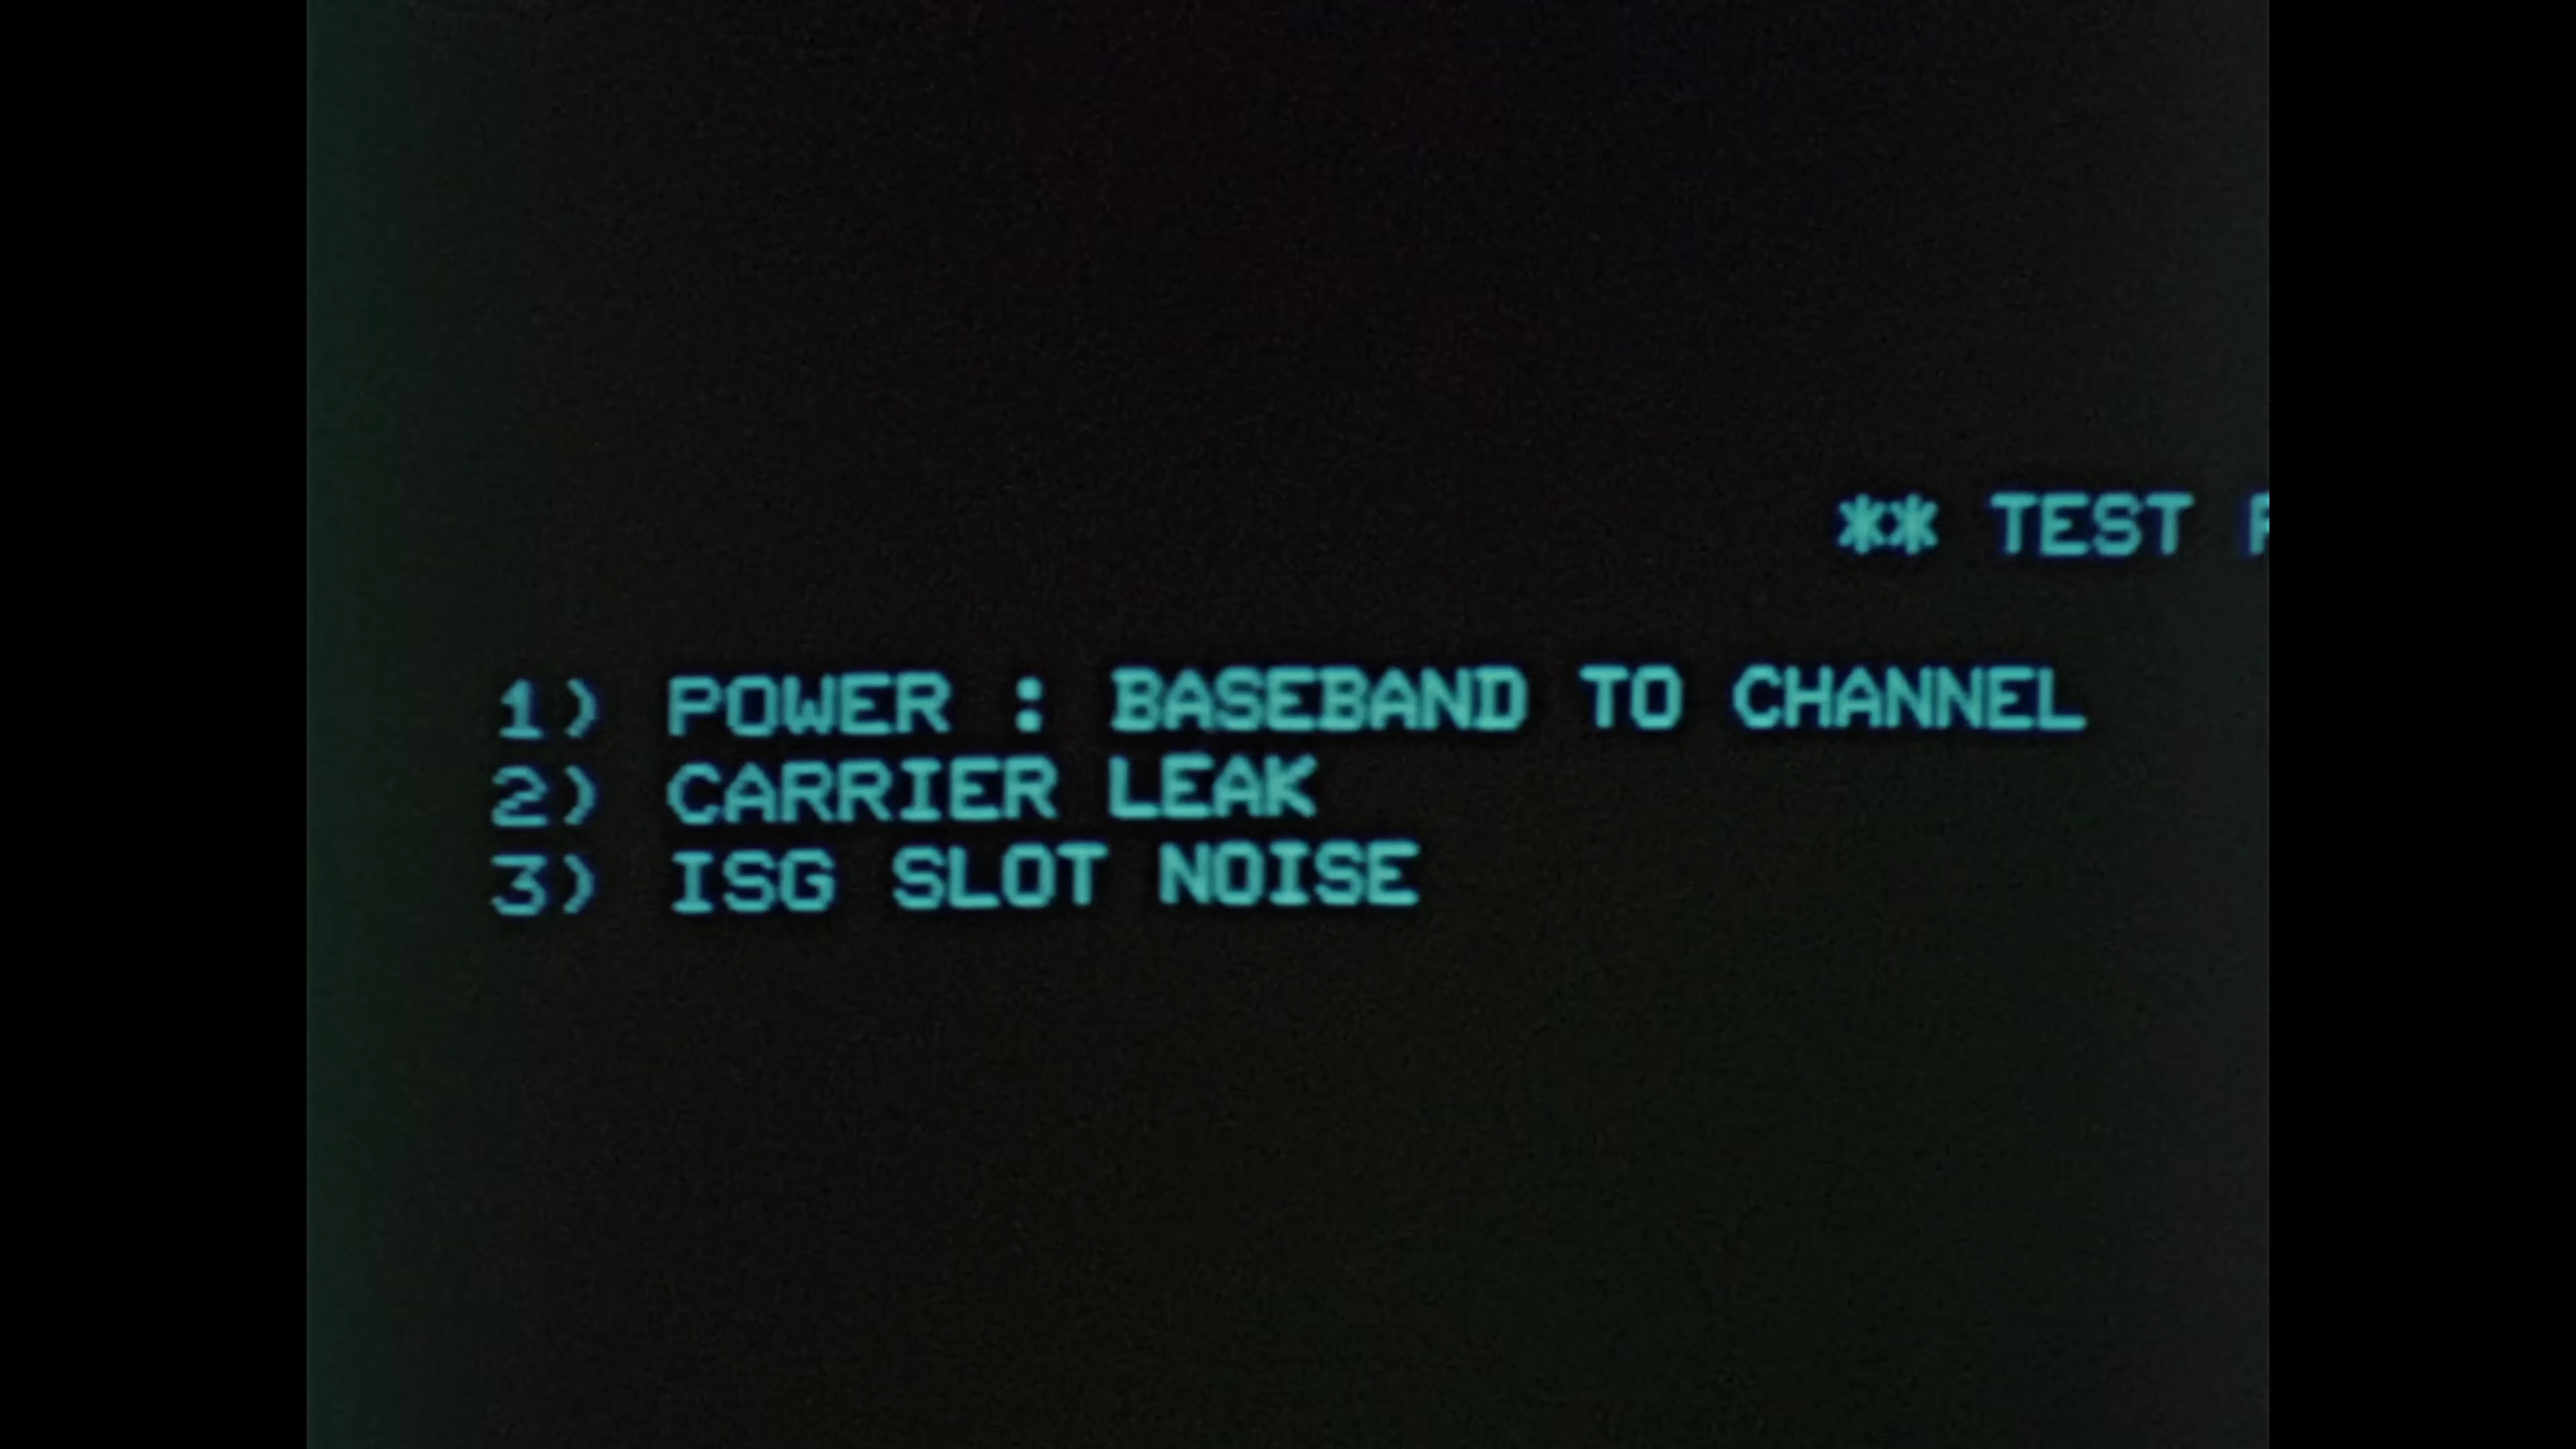 ** TEST
1) POWER : BASEBAND TO CHANNEL
2) CARRIER LEAK
3) ISG SLOT NOISE